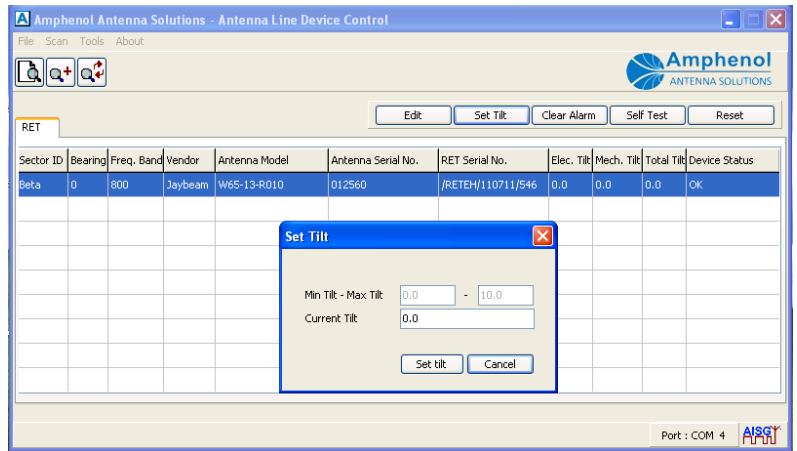 Amphenol Antenna Solutions - Antenna Line Device Control
File Scan Tools About
Amphenol
ANTENNA SOLUTIONS
Edit Set Tilt Clear Alarm Self Test Reset
RET
Sector ID Bearing Freq. Band Vendor Antenna Model Antenna Serial No. RET Serial No. Elec. Tilt Mech. Tilt Total Tilt Device Status
Beta 0 800 Jaybeam W65-13-R010 012560 /RETEH/110711/546 0.0 0.0 0.0 OK
Set Tilt
Min Tilt - Max Tilt 0.0 - 10.0
Current Tilt 0.0
Set tilt Cancel
Port : COM 4 AISG